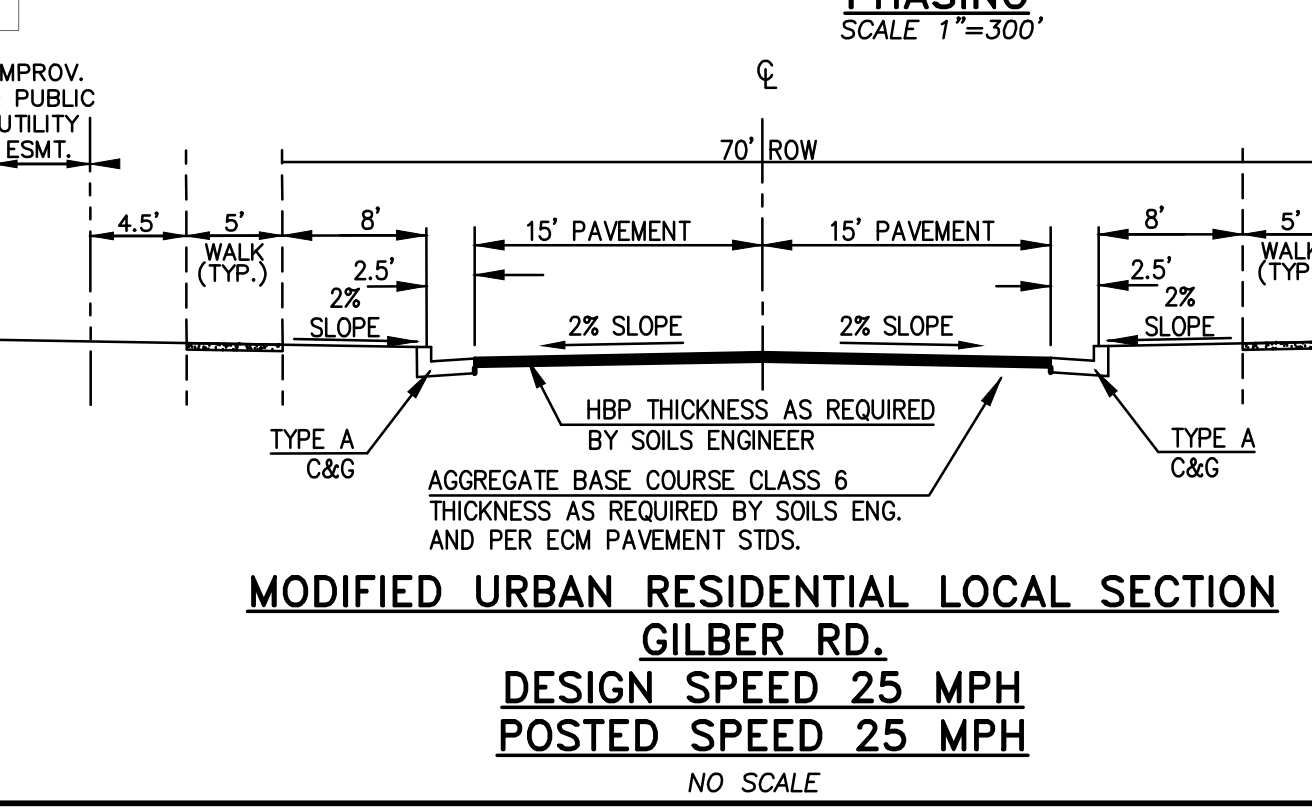 PHASING
SCALE 1"=300'
℄
IMPROV.
PUBLIC
UTILITY
ESMT.
70' ROW
4.5'
5'
WALK
(TYP.)
8'
15' PAVEMENT
15' PAVEMENT
8'
5'
WALK
(TYP
2.5'
2%
SLOPE
2% SLOPE
2% SLOPE
2.5'
2%
SLOPE
HBP THICKNESS AS REQUIRED
BY SOILS ENGINEER
TYPE A
C&G
TYPE A
C&G
AGGREGATE BASE COURSE CLASS 6
THICKNESS AS REQUIRED BY SOILS ENG.
AND PER ECM PAVEMENT STDS.
MODIFIED URBAN RESIDENTIAL LOCAL SECTION
GILBER RD.
DESIGN SPEED 25 MPH
POSTED SPEED 25 MPH
NO SCALE